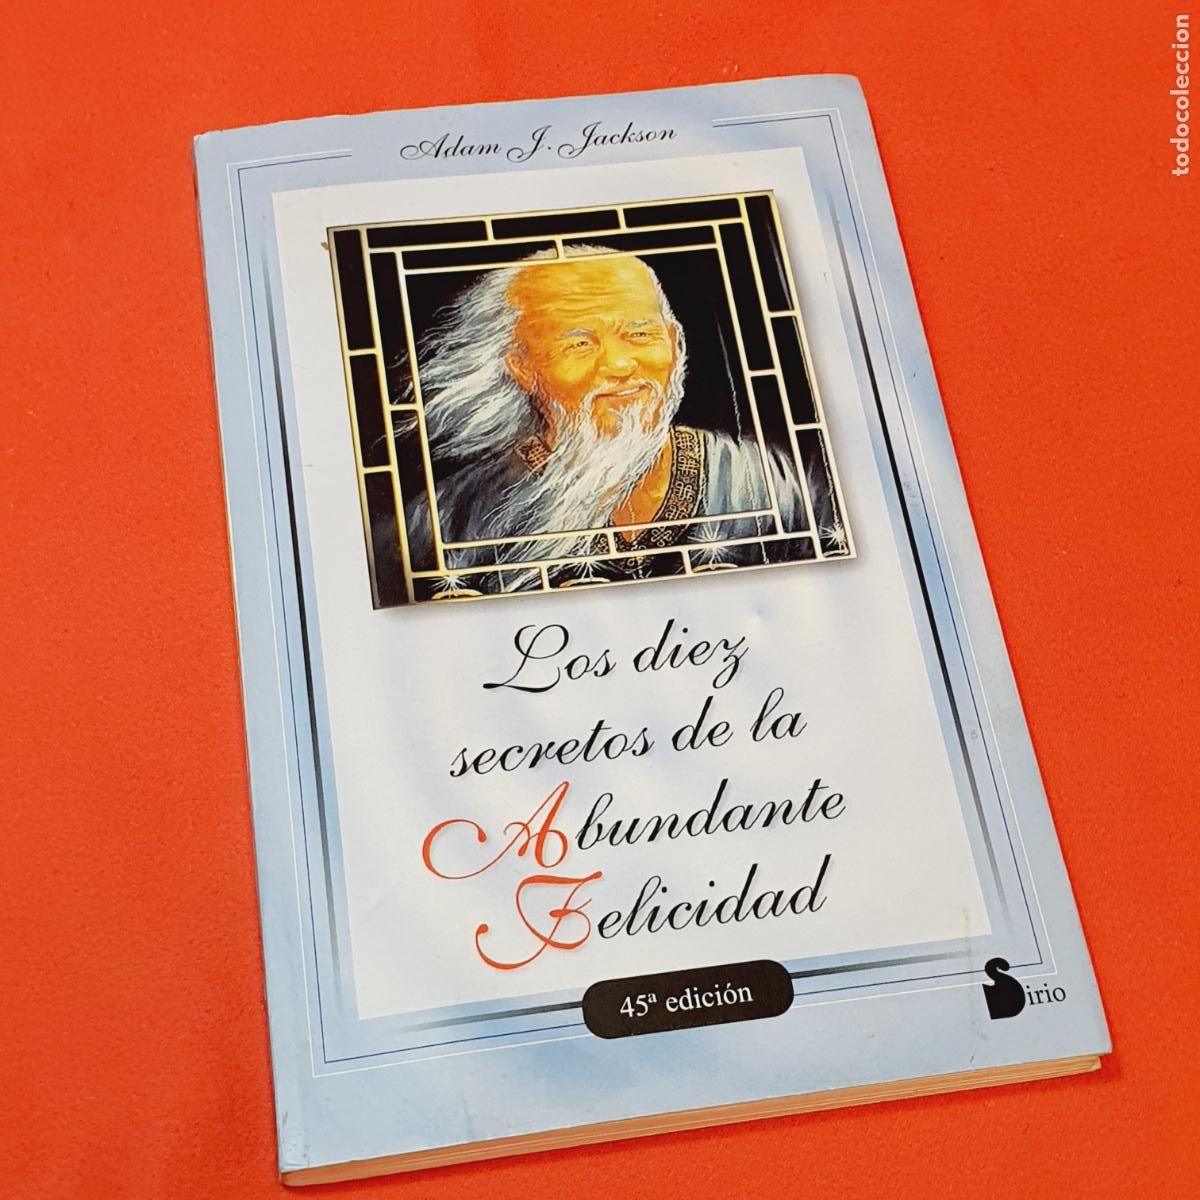 Adam J. Jackson
Los diez
secretos de la
Abundante
Felicidad
45ª edición
Sirio
todocoleccion